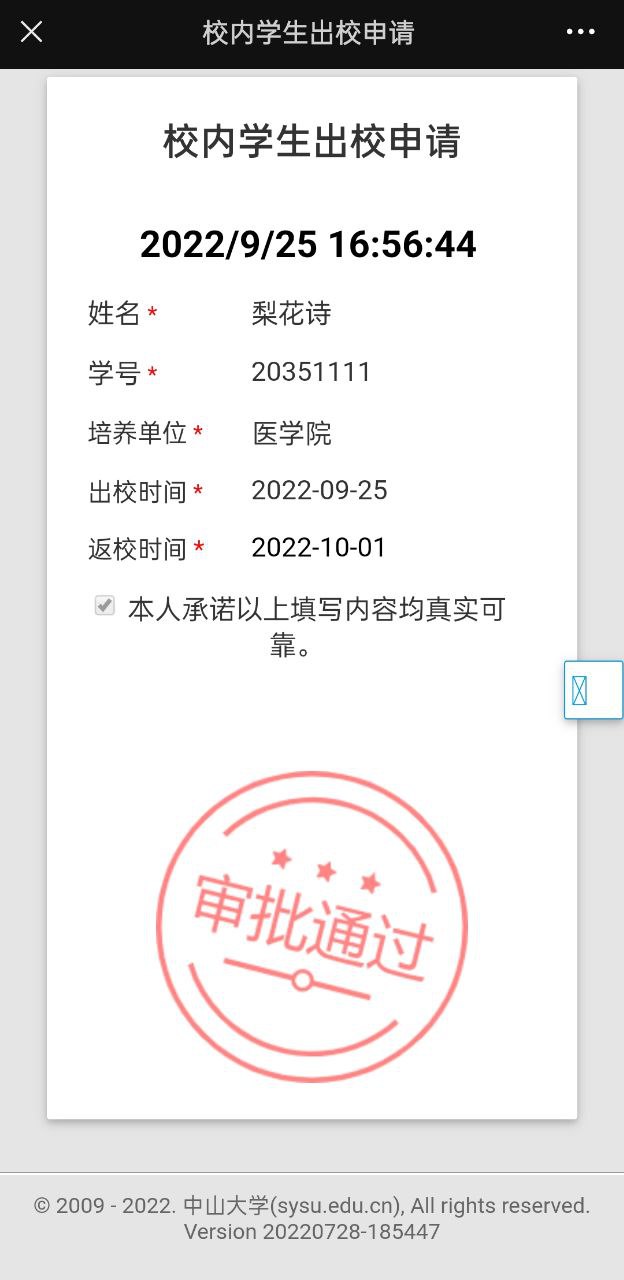 校内学生出校申请
校内学生出校申请
2022/9/25 16:56:44
姓名 * 梨花诗
学号 * 20351111
培养单位 * 医学院
出校时间 * 2022-09-25
返校时间 * 2022-10-01
本人承诺以上填写内容均真实可
靠。
审批通过
© 2009 - 2022. 中山大学(sysu.edu.cn), All rights reserved.
Version 20220728-185447